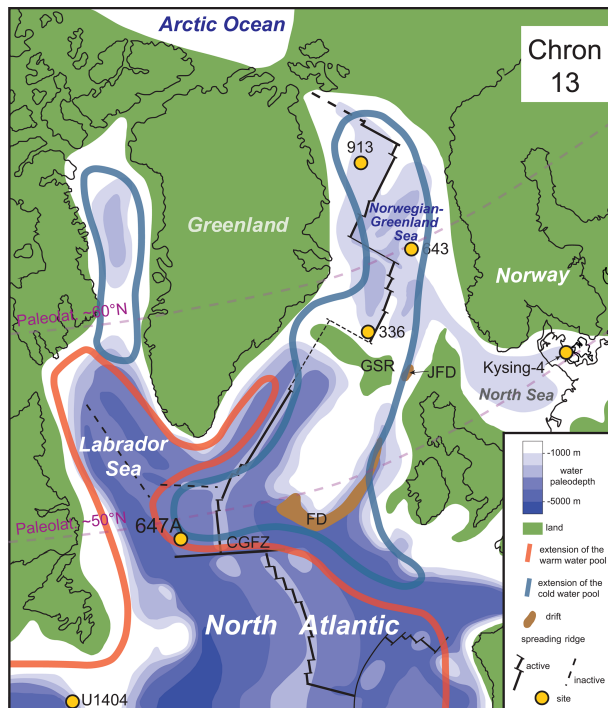 Arctic Ocean
Chron
13
913
Norwegian-
Greenland
Sea
Greenland
643
Norway
Paleolat. ~60°N
336
GSR
JFD
Kysing-4
North Sea
Labrador
Sea
Paleolat. ~50°N
647A
FD
CGFZ
North Atlantic
U1404
-1000 m
water
paleodepth
-5000 m
land
extension of the
warm water pool
extension of the
cold water pool
drift
spreading ridge
active
inactive
site